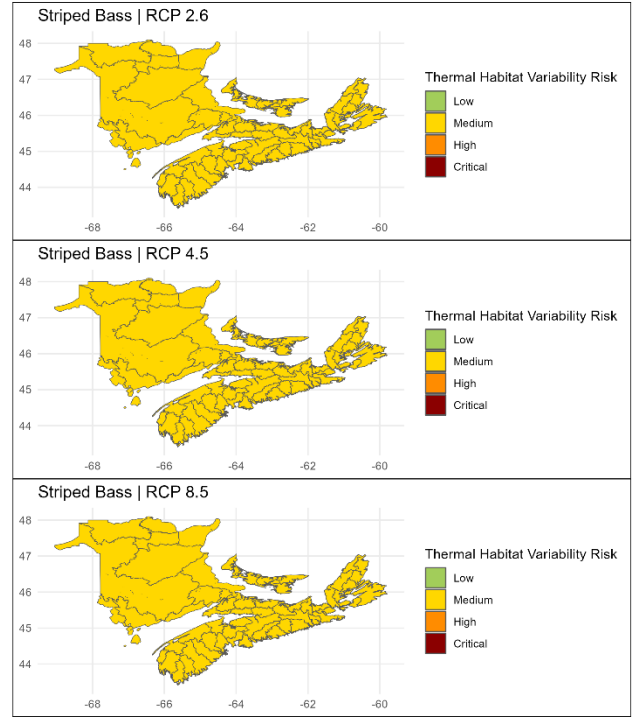 Striped Bass | RCP 2.6
48
47
46
45
44
-68
-66
-64
-62
-60
Thermal Habitat Variability Risk
Low
Medium
High
Critical
Striped Bass | RCP 4.5
48
47
46
45
44
-68
-66
-64
-62
-60
Thermal Habitat Variability Risk
Low
Medium
High
Critical
Striped Bass | RCP 8.5
48
47
46
45
44
-68
-66
-64
-62
-60
Thermal Habitat Variability Risk
Low
Medium
High
Critical